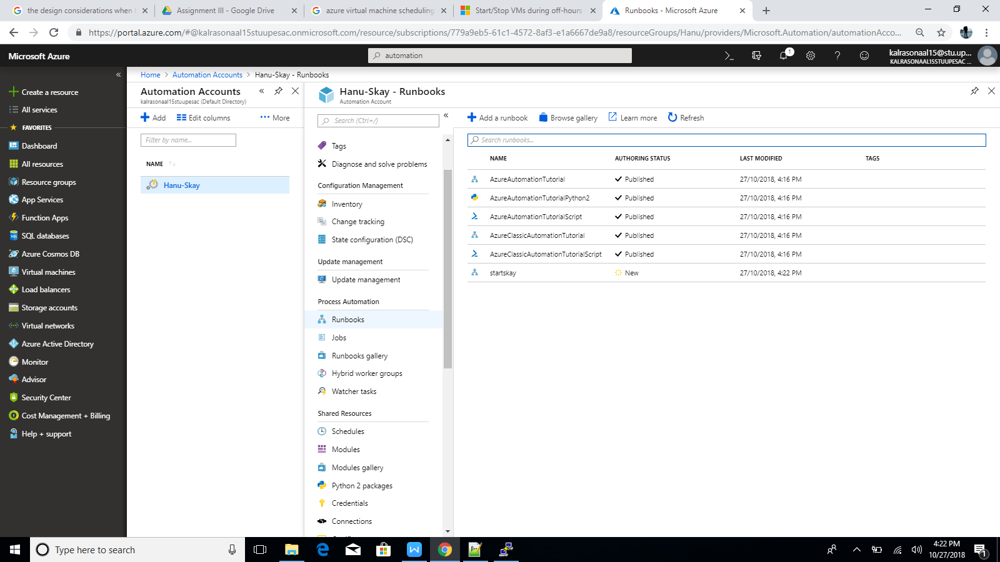 the design considerations when
Assignment III - Google Drive
azure virtual machine scheduling
Start/Stop VMs during off-hours
Runbooks - Microsoft Azure
https://portal.azure.com/#@kalrasonaal15stuupesac.onmicrosoft.com/resource/subscriptions/779a9eb5-61c1-4572-8af3-e1a6667de9a8/resourceGroups/Hanu/providers/Microsoft.Automation/automationAcco...
Microsoft Azure
automation
1
kalrasonaal15@stu.up...
KALRASONAAL15STUUPESAC ...
Create a resource
All services
FAVORITES
Dashboard
All resources
Resource groups
App Services
Function Apps
SQL databases
Azure Cosmos DB
Virtual machines
Load balancers
Storage accounts
Virtual networks
Azure Active Directory
Monitor
Advisor
Security Center
Cost Management + Billing
Help + support
Home > Automation Accounts > Hanu-Skay - Runbooks
Automation Accounts
kalrasonaal15stuupesac (Default Directory)
Add
Edit columns
More
Filter by name...
NAME
Hanu-Skay
Hanu-Skay - Runbooks
Automation Account
Search (Ctrl+/)
Tags
Diagnose and solve problems
Configuration Management
Inventory
Change tracking
State configuration (DSC)
Update management
Update management
Process Automation
Runbooks
Jobs
Runbooks gallery
Hybrid worker groups
Watcher tasks
Shared Resources
Schedules
Modules
Modules gallery
Python 2 packages
Credentials
Connections
Add a runbook
Browse gallery
Learn more
Refresh
Search runbooks...
NAME AUTHORING STATUS LAST MODIFIED TAGS
AzureAutomationTutorial Published 27/10/2018, 4:16 PM
AzureAutomationTutorialPython2 Published 27/10/2018, 4:16 PM
AzureAutomationTutorialScript Published 27/10/2018, 4:16 PM
AzureClassicAutomationTutorial Published 27/10/2018, 4:16 PM
AzureClassicAutomationTutorialScript Published 27/10/2018, 4:16 PM
startskay New 27/10/2018, 4:22 PM
Type here to search
4:22 PM
10/27/2018
1